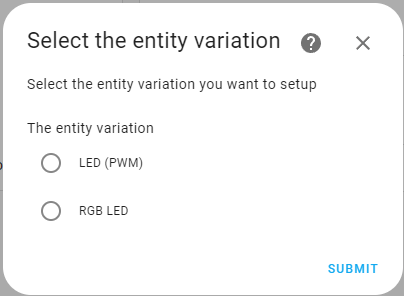 Select the entity variation ?
Select the entity variation you want to setup
The entity variation
LED (PWM)
RGB LED
SUBMIT